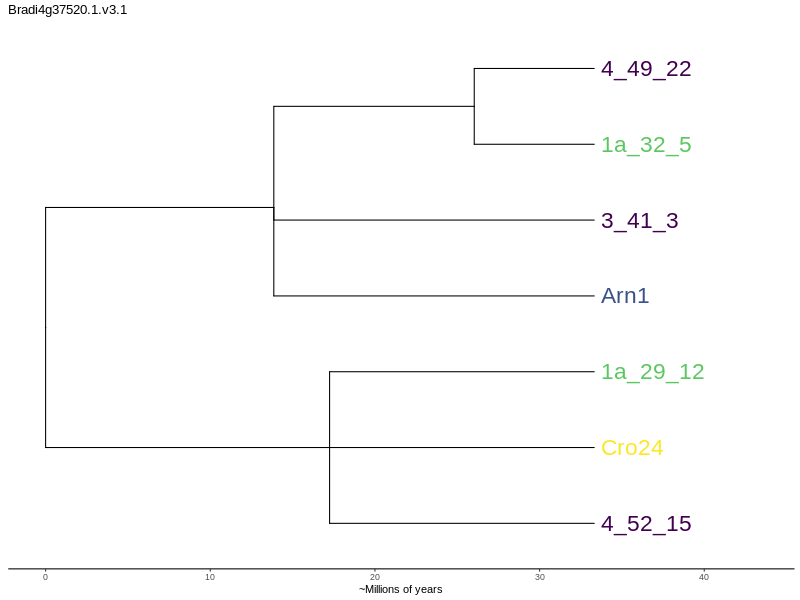 Bradi4g37520.1.v3.1
4_49_22
1a_32_5
3_41_3
Arn1
1a_29_12
Cro24
4_52_15
0 10 20 30 40
~Millions of years